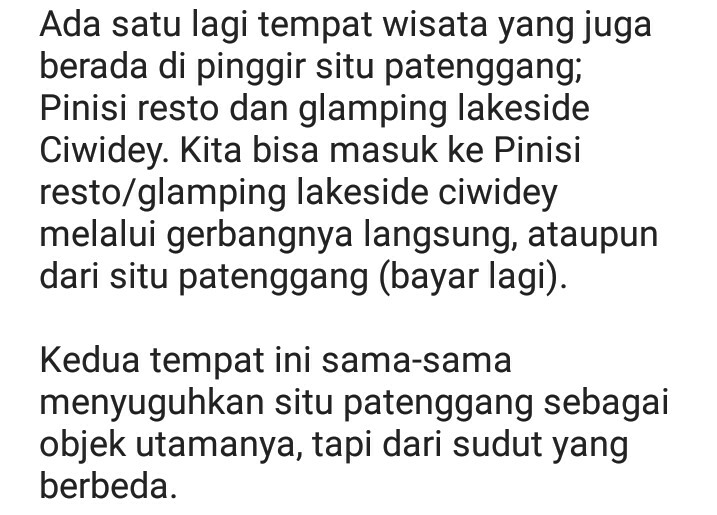 Ada satu lagi tempat wisata yang juga
berada di pinggir situ patenggang;
Pinisi resto dan glamping lakeside
Ciwidey. Kita bisa masuk ke Pinisi
resto/glamping lakeside ciwidey
melalui gerbangnya langsung, ataupun
dari situ patenggang (bayar lagi).

Kedua tempat ini sama-sama
menyuguhkan situ patenggang sebagai
objek utamanya, tapi dari sudut yang
berbeda.